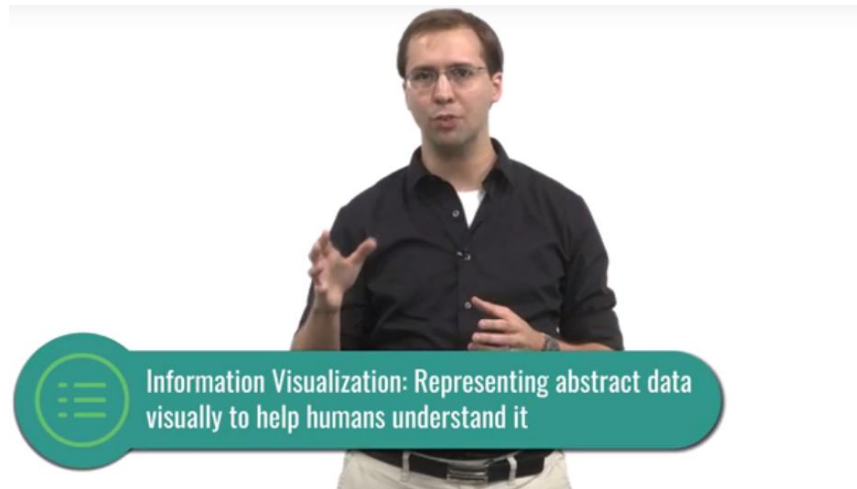 Information Visualization: Representing abstract data
visually to help humans understand it